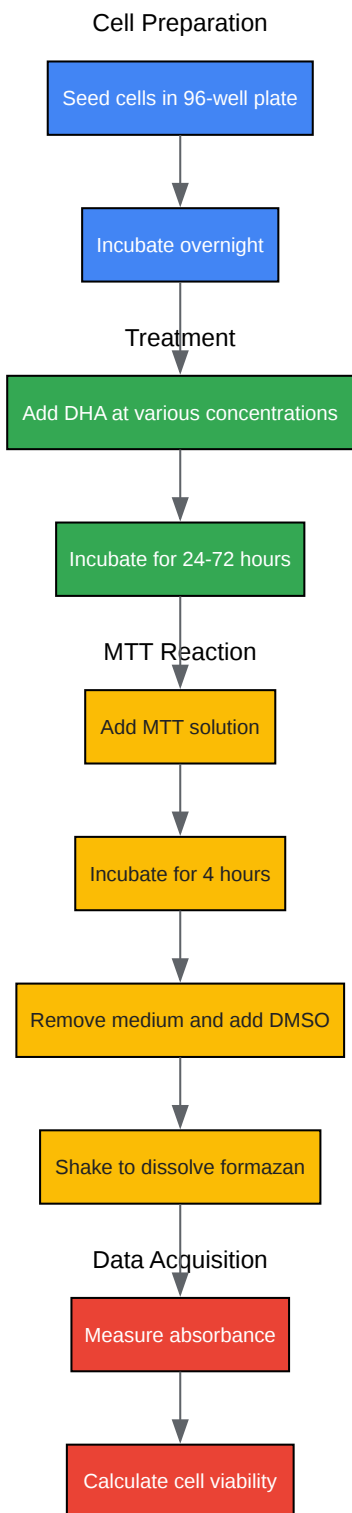 Cell Preparation
Seed cells in 96-well plate
Incubate overnight
Treatment
Add DHA at various concentrations
Incubate for 24-72 hours
MTT Reaction
Add MTT solution
Incubate for 4 hours
Remove medium and add DMSO
Shake to dissolve formazan
Data Acquisition
Measure absorbance
Calculate cell viability